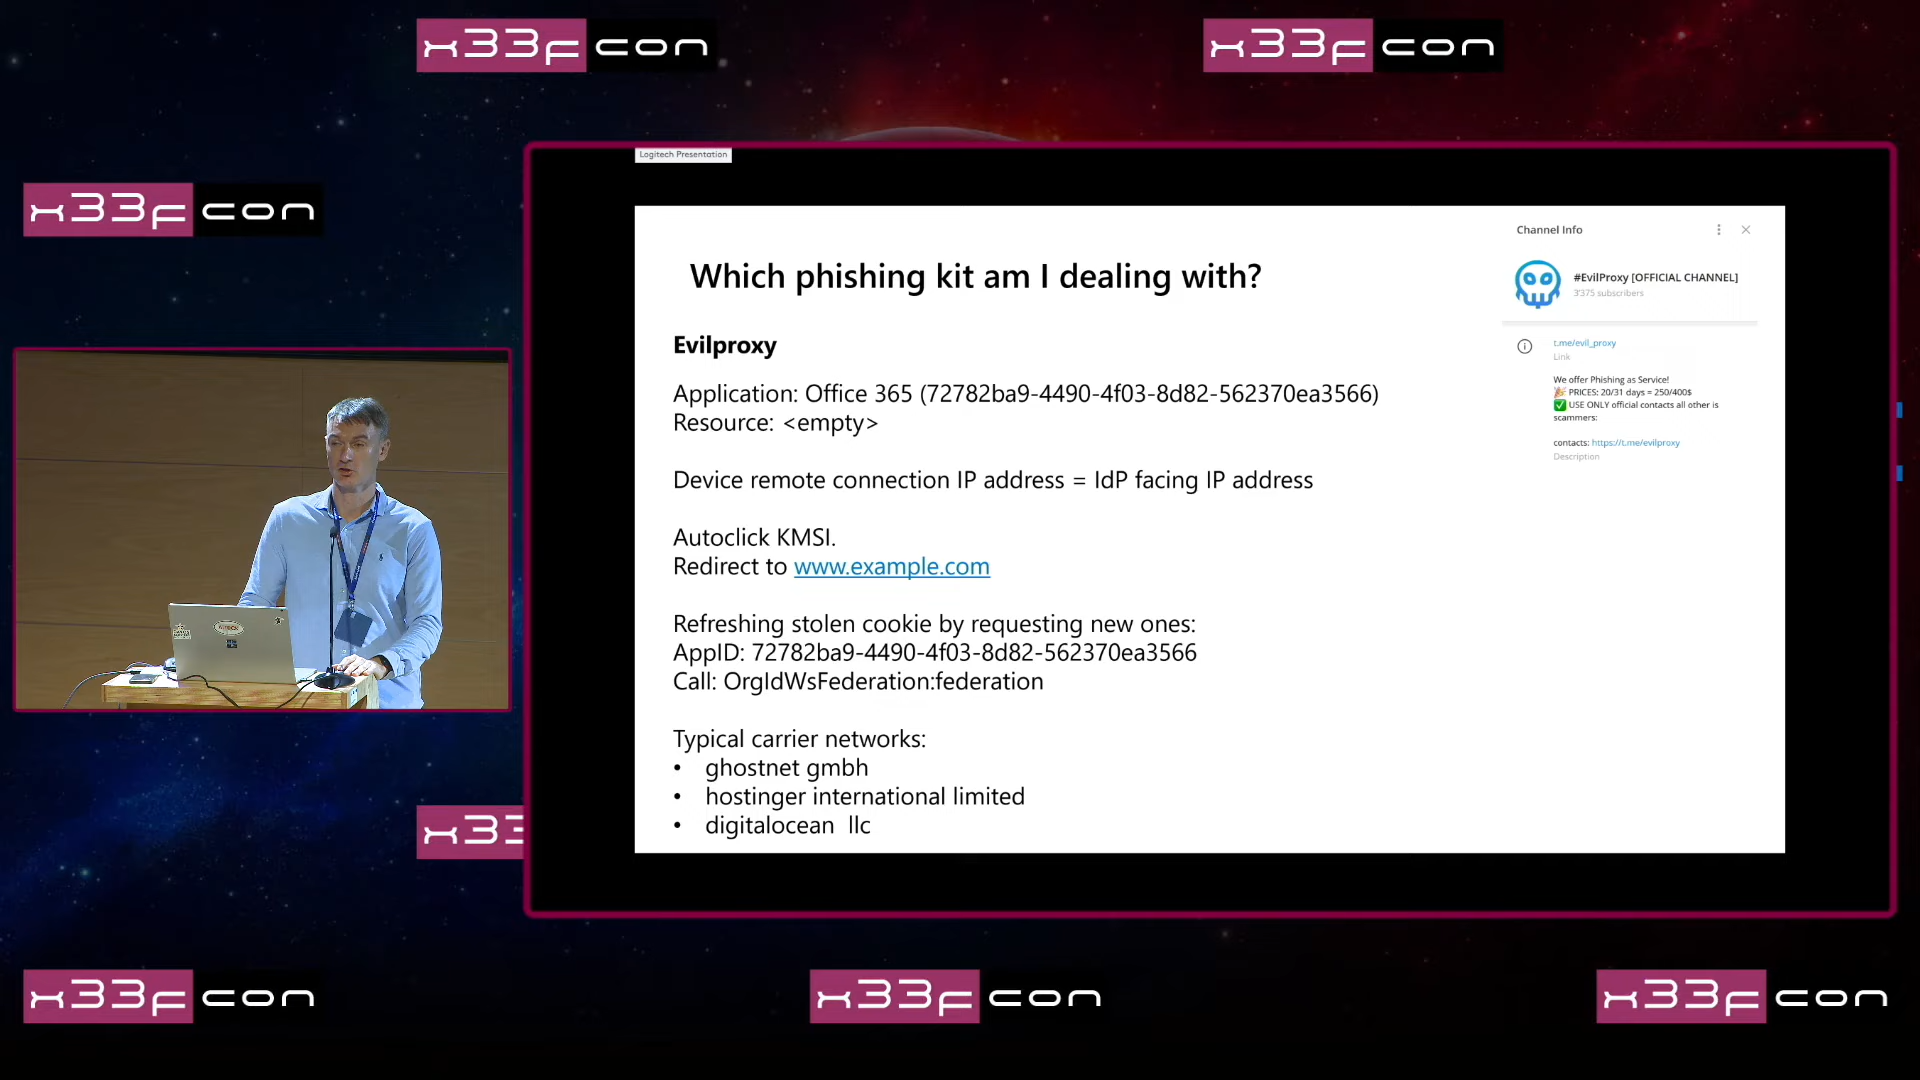 x33fcon
x33fcon
x33fcon
Logitech Presentation
Which phishing kit am I dealing with?
Evilproxy
Application: Office 365 (72782ba9-4490-4f03-8d82-562370ea3566)
Resource: <empty>
Device remote connection IP address = IdP facing IP address
Autoclick KMSI.
Redirect to www.example.com
Refreshing stolen cookie by requesting new ones:
AppID: 72782ba9-4490-4f03-8d82-562370ea3566
Call: OrgIdWsFederation:federation
Typical carrier networks:
• ghostnet gmbh
• hostinger international limited
• digitalocean llc
Channel Info
#EvilProxy [OFFICIAL CHANNEL]
3'375 subscribers
t.me/evil_proxy
Link
We offer Phishing as Service!
🎉 PRICES: 20/31 days = 250/400$
✅ USE ONLY official contacts all other is
scammers:
contacts: https://t.me/evilproxy
Description
x33
x33fcon
x33fcon
x33fcon